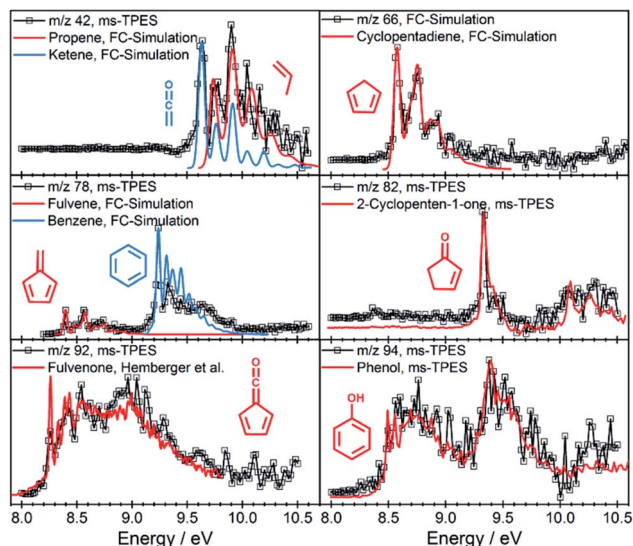 m/z 42, ms-TPES
Propene, FC-Simulation
Ketene, FC-Simulation
O=C=
m/z 66, FC-Simulation
Cyclopentadiene, FC-Simulation
m/z 78, ms-TPES
Fulvene, FC-Simulation
Benzene, FC-Simulation
m/z 82, ms-TPES
2-Cyclopenten-1-one, ms-TPES
O
m/z 92, ms-TPES
Fulvenone, Hemberger et al.
O=C=
m/z 94, ms-TPES
Phenol, ms-TPES
OH
8.0 8.5 9.0 9.5 10.0 10.5
8.0 8.5 9.0 9.5 10.0 10.5
Energy / eV
Energy / eV